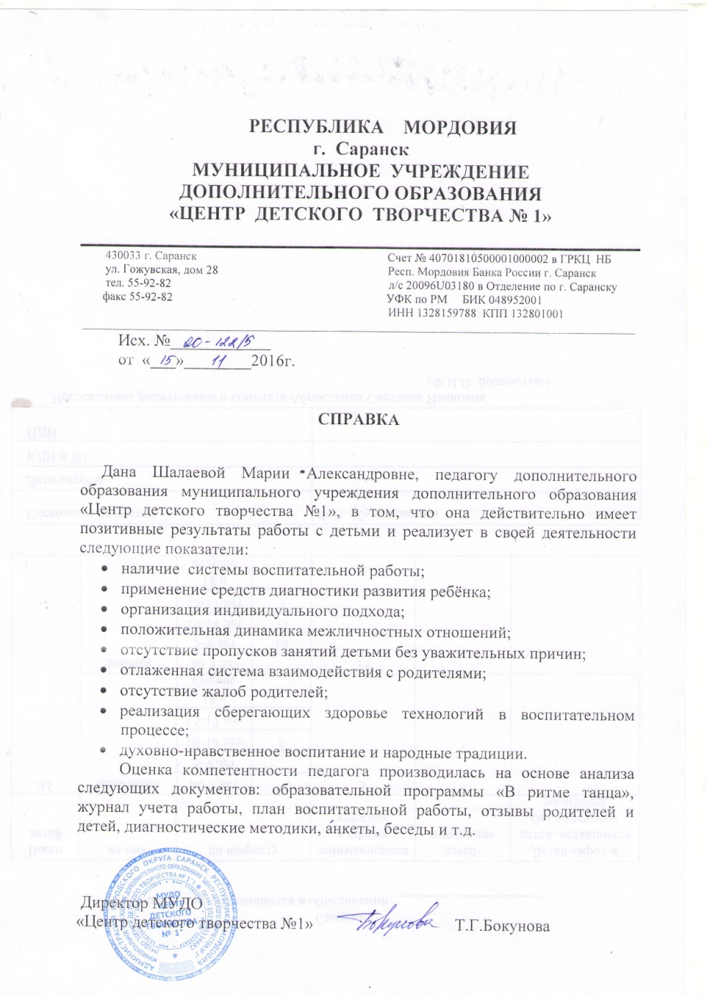 РЕСПУБЛИКА МОРДОВИЯ
г. Саранск
МУНИЦИПАЛЬНОЕ УЧРЕЖДЕНИЕ
ДОПОЛНИТЕЛЬНОГО ОБРАЗОВАНИЯ
«ЦЕНТР ДЕТСКОГО ТВОРЧЕСТВА № 1»
430033 г. Саранск
ул. Гожувская, дом 28
тел. 55-92-82
факс 55-92-82
Счет № 40701810500001000002 в ГРКЦ НБ
Респ. Мордовия Банка России г. Саранск
л/с 20096U03180 в Отделение по г. Саранску
УФК по РМ БИК 048952001
ИНН 1328159788 КПП 132801001
Исх. № 20-122/5
от «15» 11 2016г.
СПРАВКА
Дана Шалаевой Марии Александровне, педагогу дополнительного
образования муниципального учреждения дополнительного образования
«Центр детского творчества №1», в том, что она действительно имеет
позитивные результаты работы с детьми и реализует в своей деятельности
следующие показатели:
• наличие системы воспитательной работы;
• применение средств диагностики развития ребёнка;
• организация индивидуального подхода;
• положительная динамика межличностных отношений;
• отсутствие пропусков занятий детьми без уважительных причин;
• отлаженная система взаимодействия с родителями;
• отсутствие жалоб родителей;
• реализация сберегающих здоровье технологий в воспитательном
процессе;
• духовно-нравственное воспитание и народные традиции.
Оценка компетентности педагога производилась на основе анализа
следующих документов: образовательной программы «В ритме танца»,
журнал учета работы, план воспитательной работы, отзывы родителей и
детей, диагностические методики, анкеты, беседы и т.д.
Директор МУДО
«Центр детского творчества №1» Бокунова Т.Г.Бокунова
МУДО
"ЦЕНТР
ДЕТСКОГО
ТВОРЧЕСТВА
№ 1"